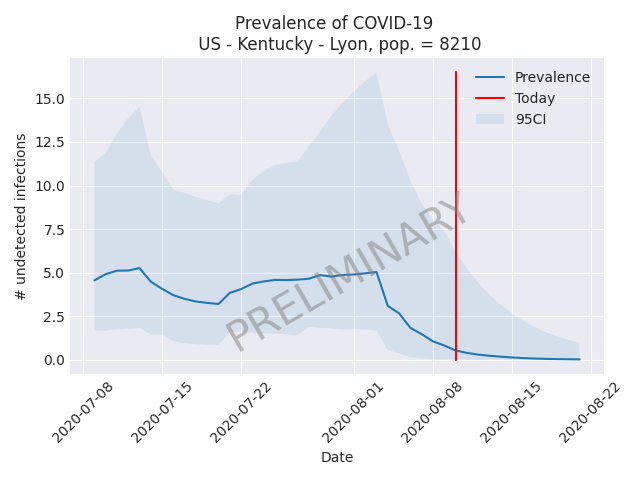 Prevalence of COVID-19
US - Kentucky - Lyon, pop. = 8210
Prevalence
Today
95CI
15.0
12.5
10.0
7.5
5.0
2.5
0.0
# undetected infections
PRELIMINARY
2020-07-08
2020-07-15
2020-07-22
2020-08-01
2020-08-08
2020-08-15
2020-08-22
Date